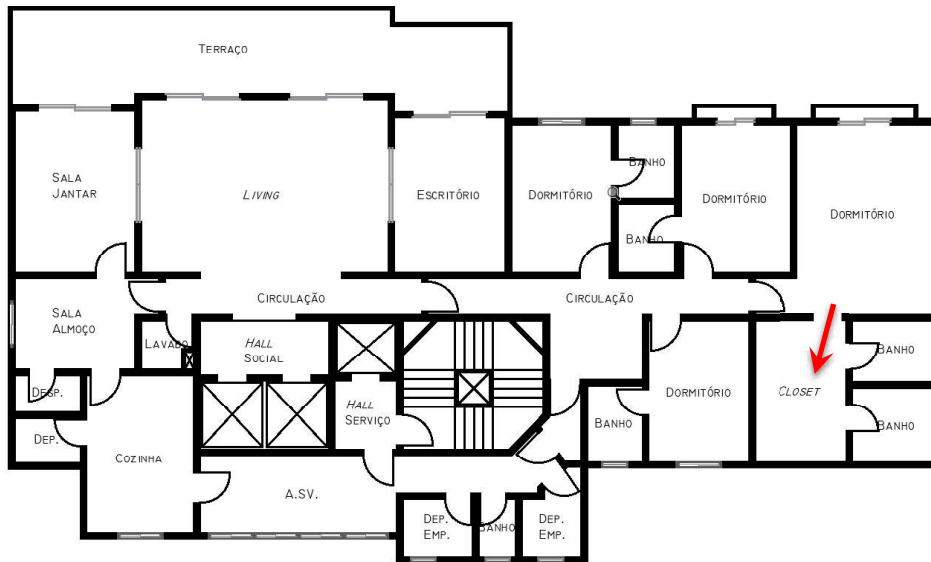 TERRAÇO
SALA
JANTAR
LIVING
ESCRITÓRIO
DORMITÓRIO
BANHO
BANHO
DORMITÓRIO
DORMITÓRIO
SALA
ALMOÇO
CIRCULAÇÃO
CIRCULAÇÃO
LAVABO
HALL
SOCIAL
BANHO
DESP.
HALL
SERVIÇO
BANHO
DORMITÓRIO
CLOSET
BANHO
DEP.
COZINHA
A.SV.
DEP.
EMP.
BANHO
DEP.
EMP.